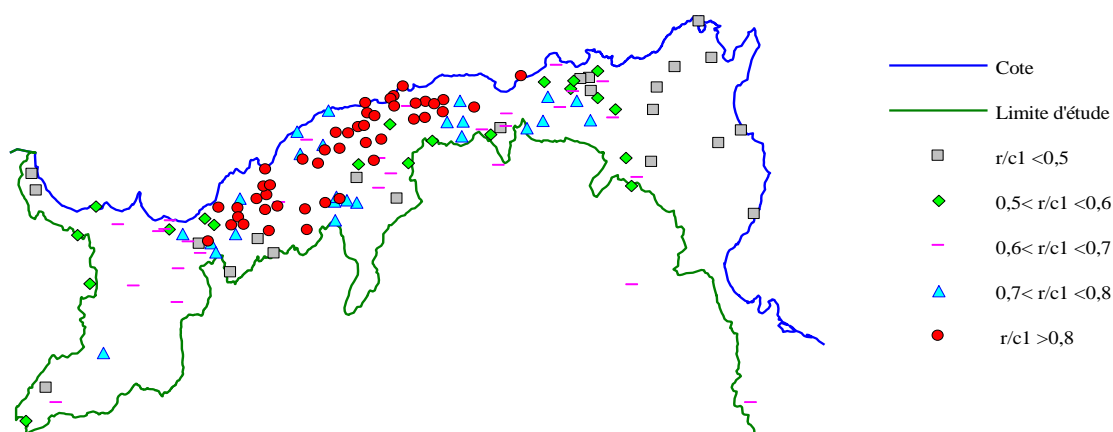 Cote
Limite d'étude
r/c1 <0,5
0,5< r/c1 <0,6
0,6< r/c1 <0,7
0,7< r/c1 <0,8
r/c1 >0,8